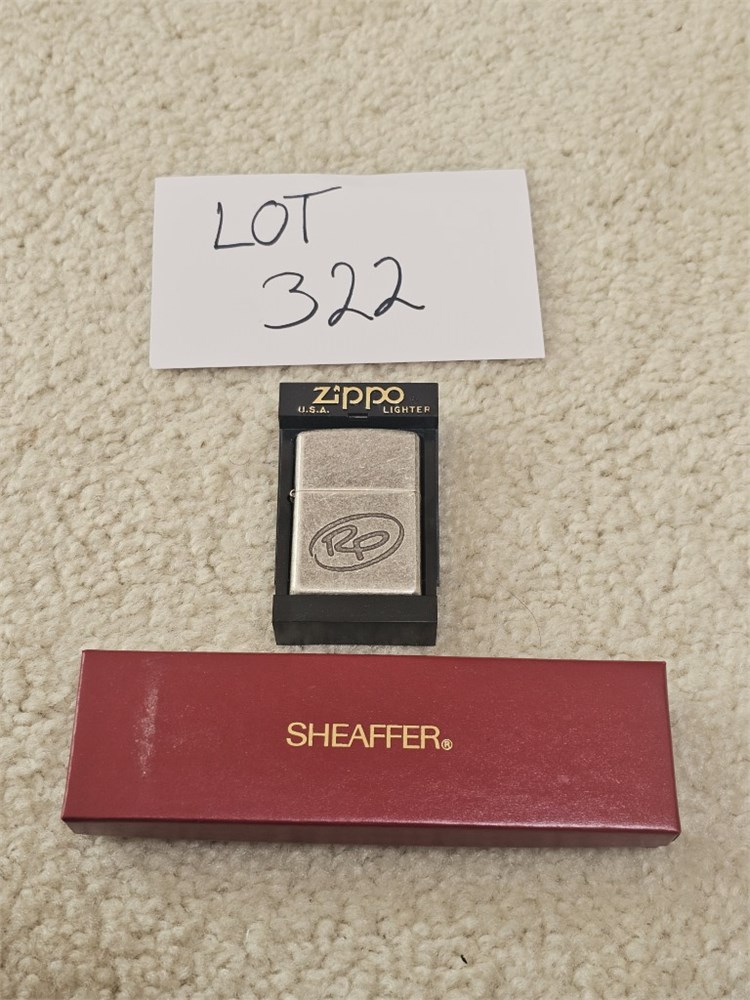 LOT
322
Zippo
U.S.A. LIGHTER
RP
SHEAFFER®